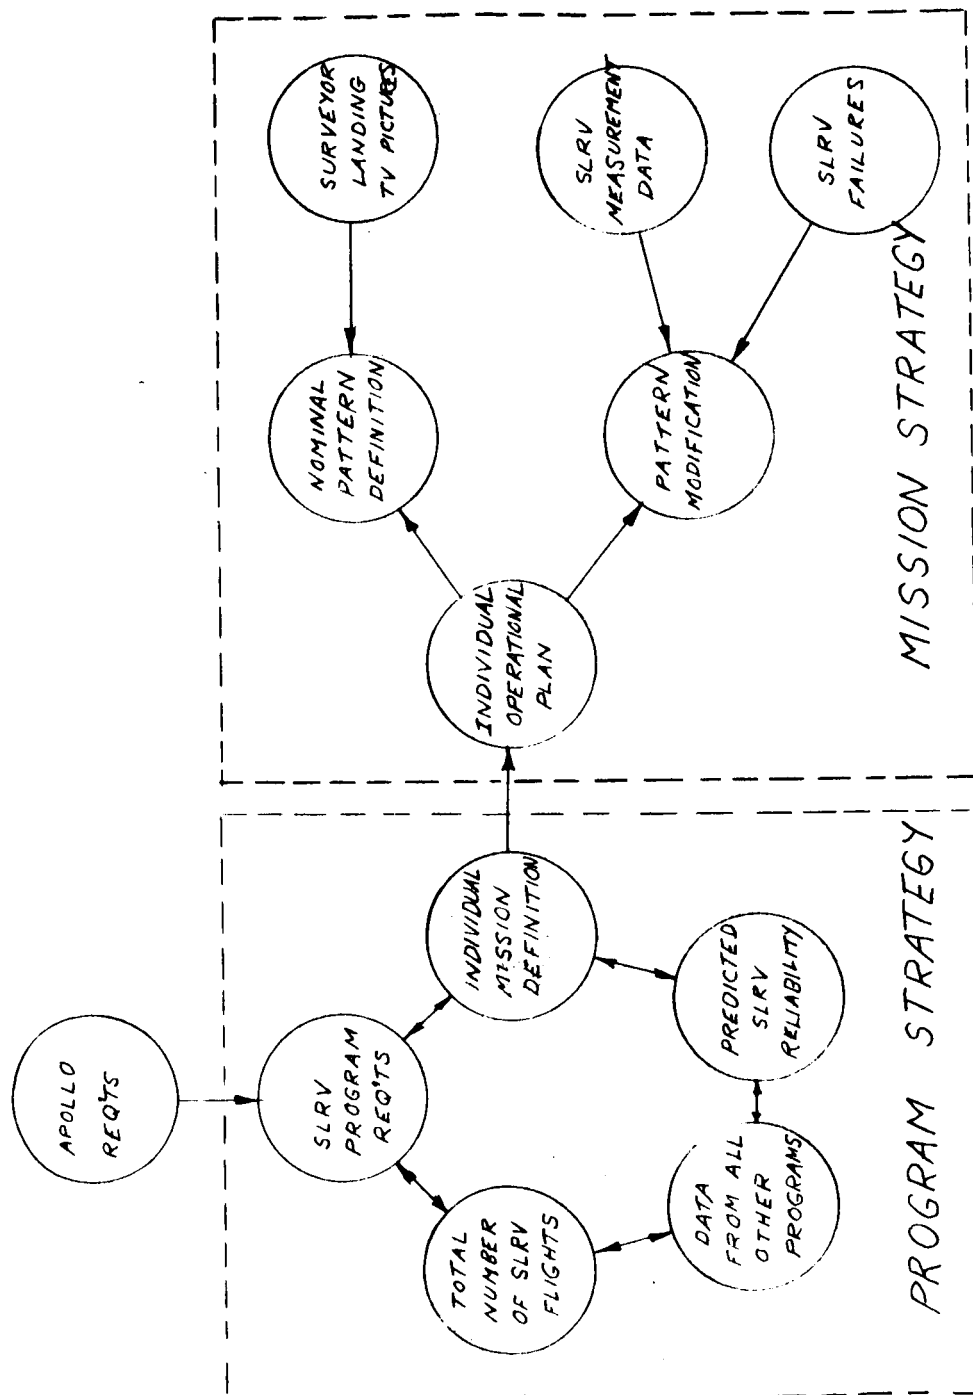 APOLLO
REQ'TS
SLRV
PROGRAM
REQ'TS
TOTAL
NUMBER
OF SLRV
FLIGHTS
DATA
FROM ALL
OTHER
PROGRAMS
PREDICTED
SLRV
RELIABILITY
INDIVIDUAL
MISSION
DEFINITION
PROGRAM STRATEGY
INDIVIDUAL
OPERATIONAL
PLAN
NOMINAL
PATTERN
DEFINITION
SURVEYOR
LANDING
TV PICTURES
PATTERN
MODIFICATION
SLRV
MEASUREMENT
DATA
SLRV
FAILURES
MISSION STRATEGY